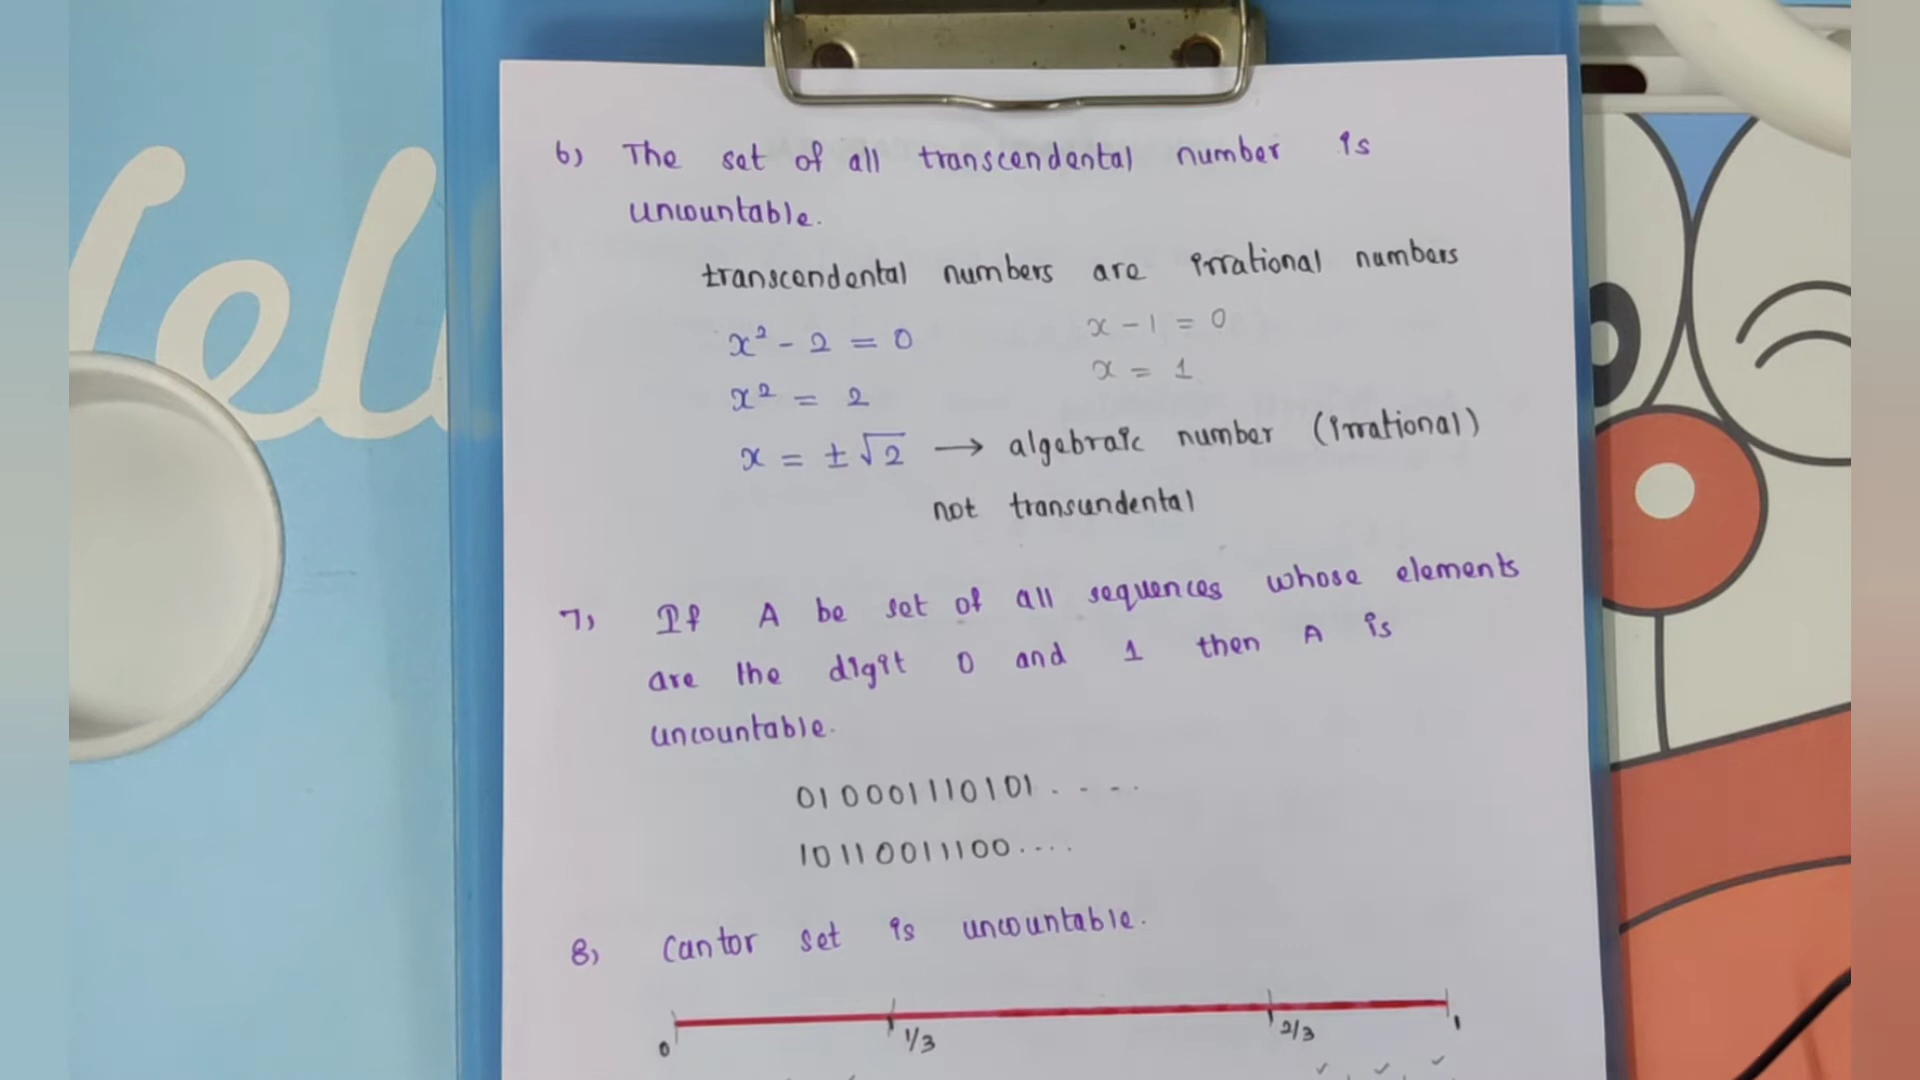 6) The set of all transcendental number is
uncountable.
transcendental numbers are irrational numbers
x² - 2 = 0
x - 1 = 0
x² = 2
x = 1
x = ±√2 → algebraic number (irrational)
not transcendental
7) If A be set of all sequences whose elements
are the digit 0 and 1 then A is
uncountable.
010001110101....
10110011100....
8) Cantor set is uncountable.
0 1/3 2/3 1